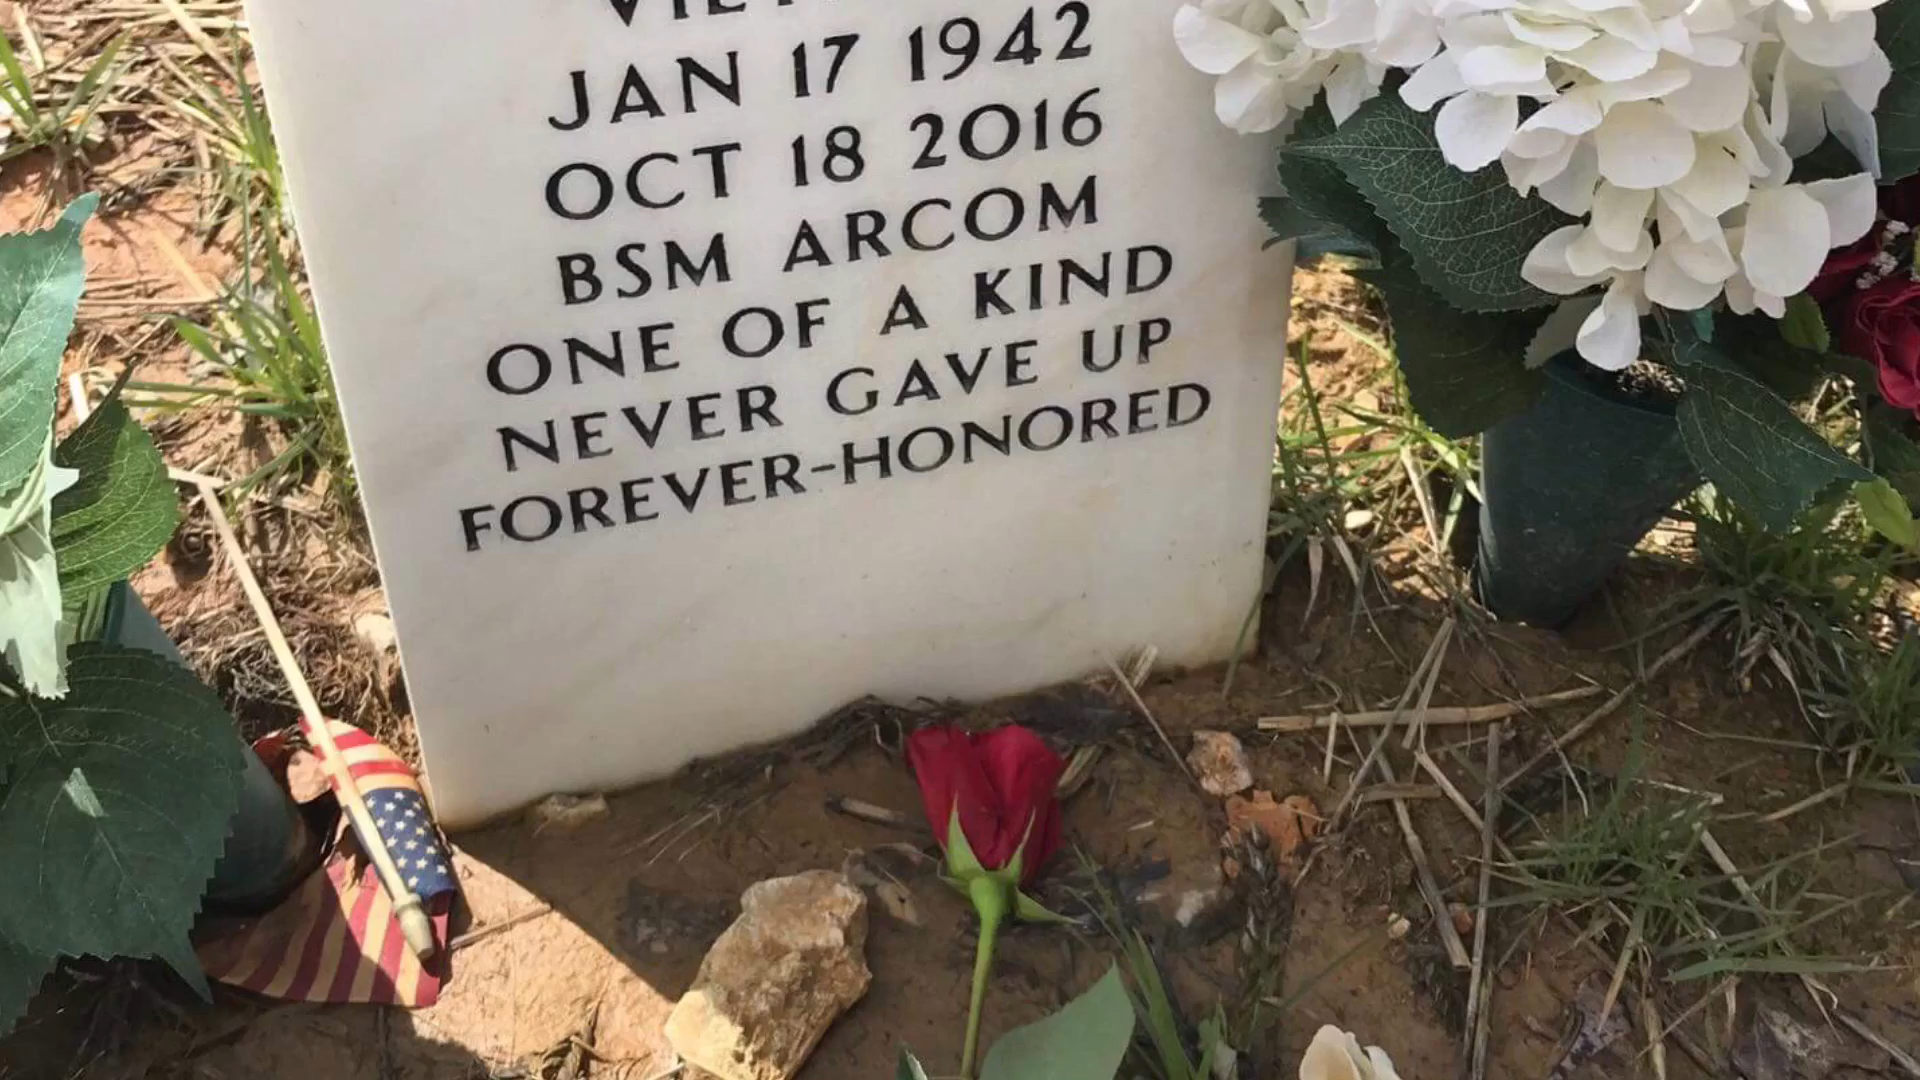 JAN 17 1942
OCT 18 2016
BSM ARCOM
ONE OF A KIND
NEVER GAVE UP
FOREVER-HONORED